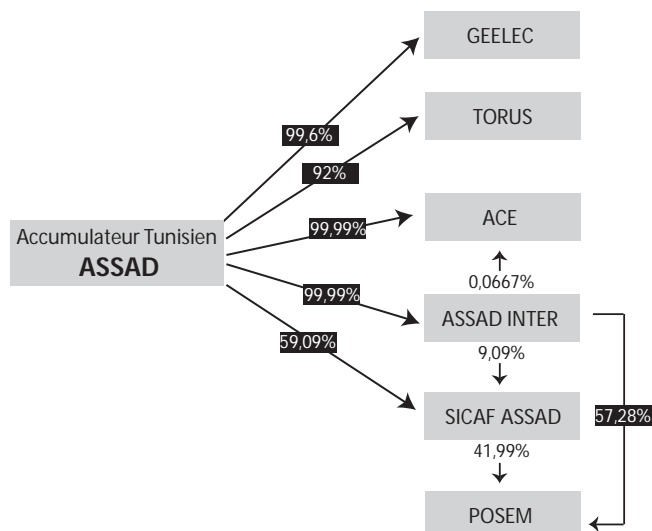 GEELEC
99,6%
TORUS
92%
ACE
99,99%
Accumulateur Tunisien
ASSAD
0,0667%
99,99%
ASSAD INTER
59,09%
9,09%
SICAF ASSAD
57,28%
41,99%
POSEM